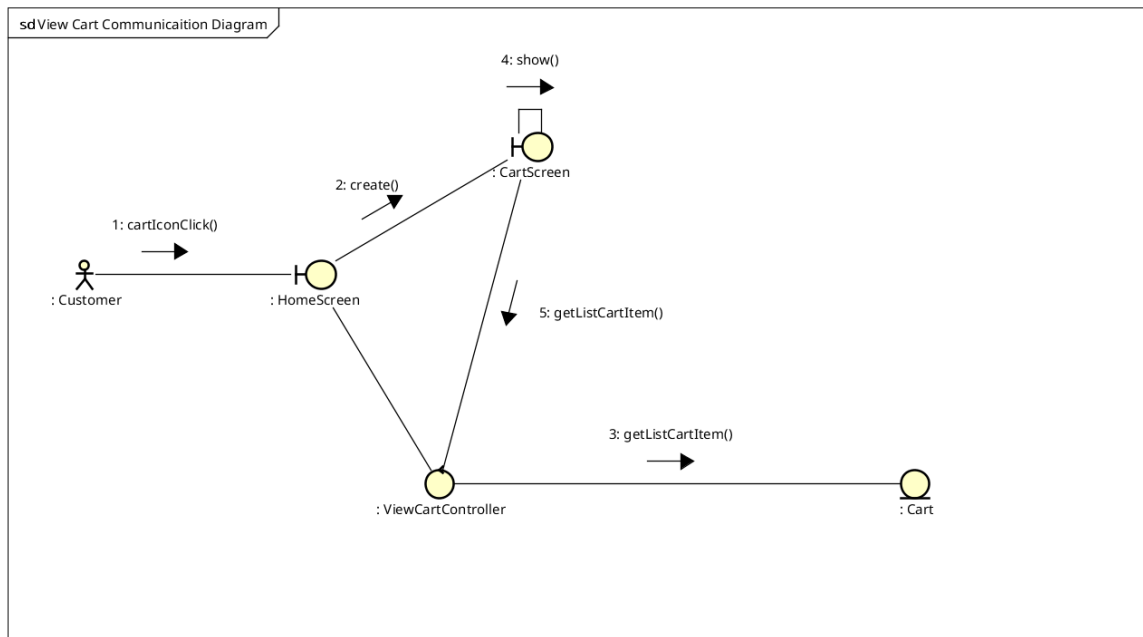 sd View Cart Communicaition Diagram
4: show()
: CartScreen
2: create()
1: cartIconClick()
: Customer
: HomeScreen
5: getListCartItem()
3: getListCartItem()
: ViewCartController
: Cart